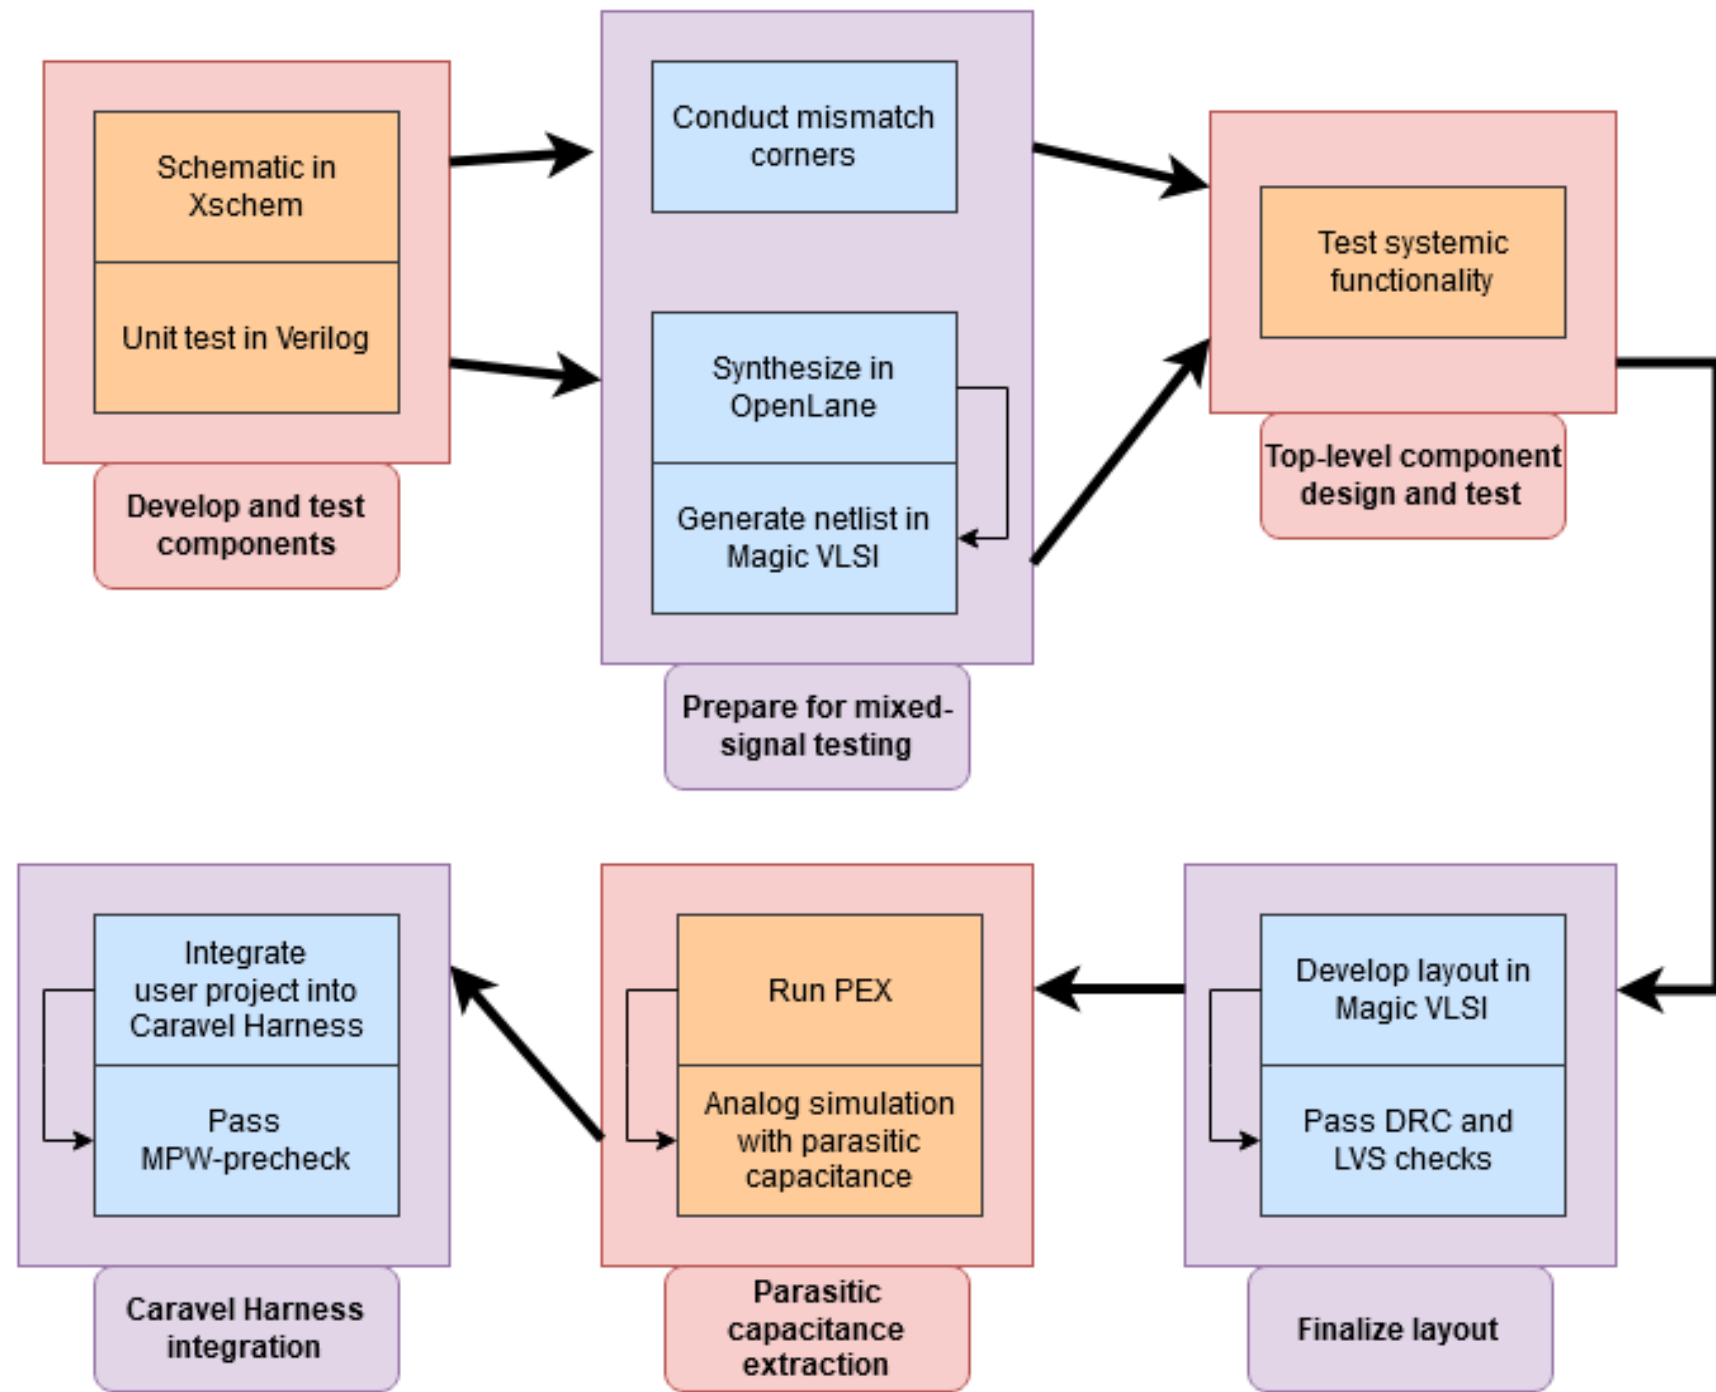 Schematic in
Xschem
Unit test in Verilog
Develop and test
components
Conduct mismatch
corners
Synthesize in
OpenLane
Generate netlist in
Magic VLSI
Prepare for mixed-
signal testing
Test systemic
functionality
Top-level component
design and test
Develop layout in
Magic VLSI
Pass DRC and
LVS checks
Finalize layout
Run PEX
Analog simulation
with parasitic
capacitance
Parasitic
capacitance
extraction
Integrate
user project into
Caravel Harness
Pass
MPW-precheck
Caravel Harness
integration